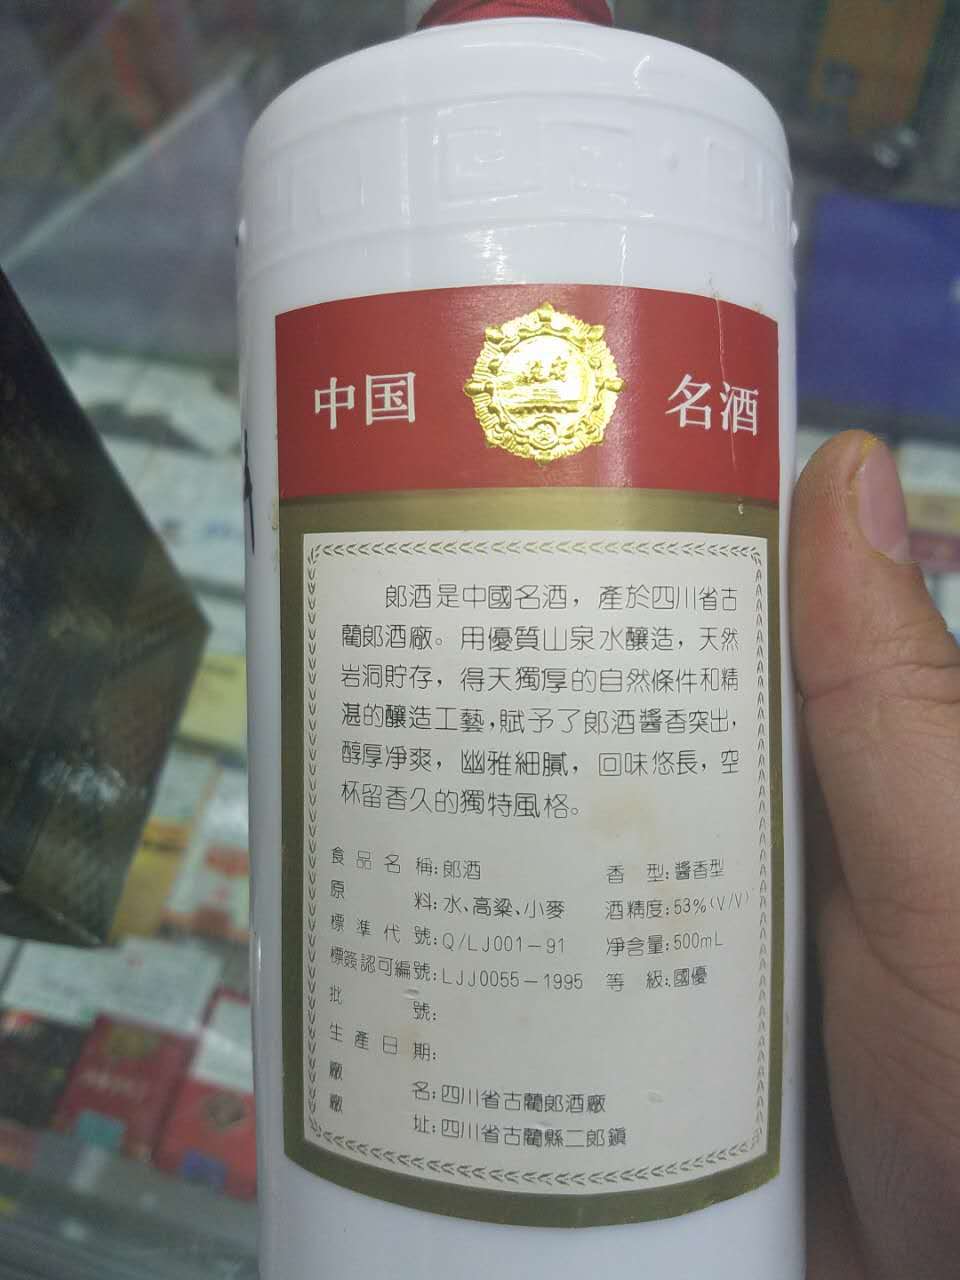 中国 名酒
郎酒是中國名酒，產於四川省古
藺郎酒廠。用優質山泉水釀造，天然
岩洞貯存，得天獨厚的自然條件和精
湛的釀造工藝，賦予了郎酒醬香突出，
醇厚净爽，幽雅細膩，回味悠長，空
杯留香久的獨特風格。
食品名稱：郎酒 香型：醬香型
原料：水、高粱、小麥 酒精度：53%(V/V)
標準代號：Q/LJ001-91 净含量：500mL
標簽認可編號：LJJ0055-1995 等級：國優
批號：
生產日期：
廠名：四川省古藺郎酒廠
廠址：四川省古藺縣二郎鎮